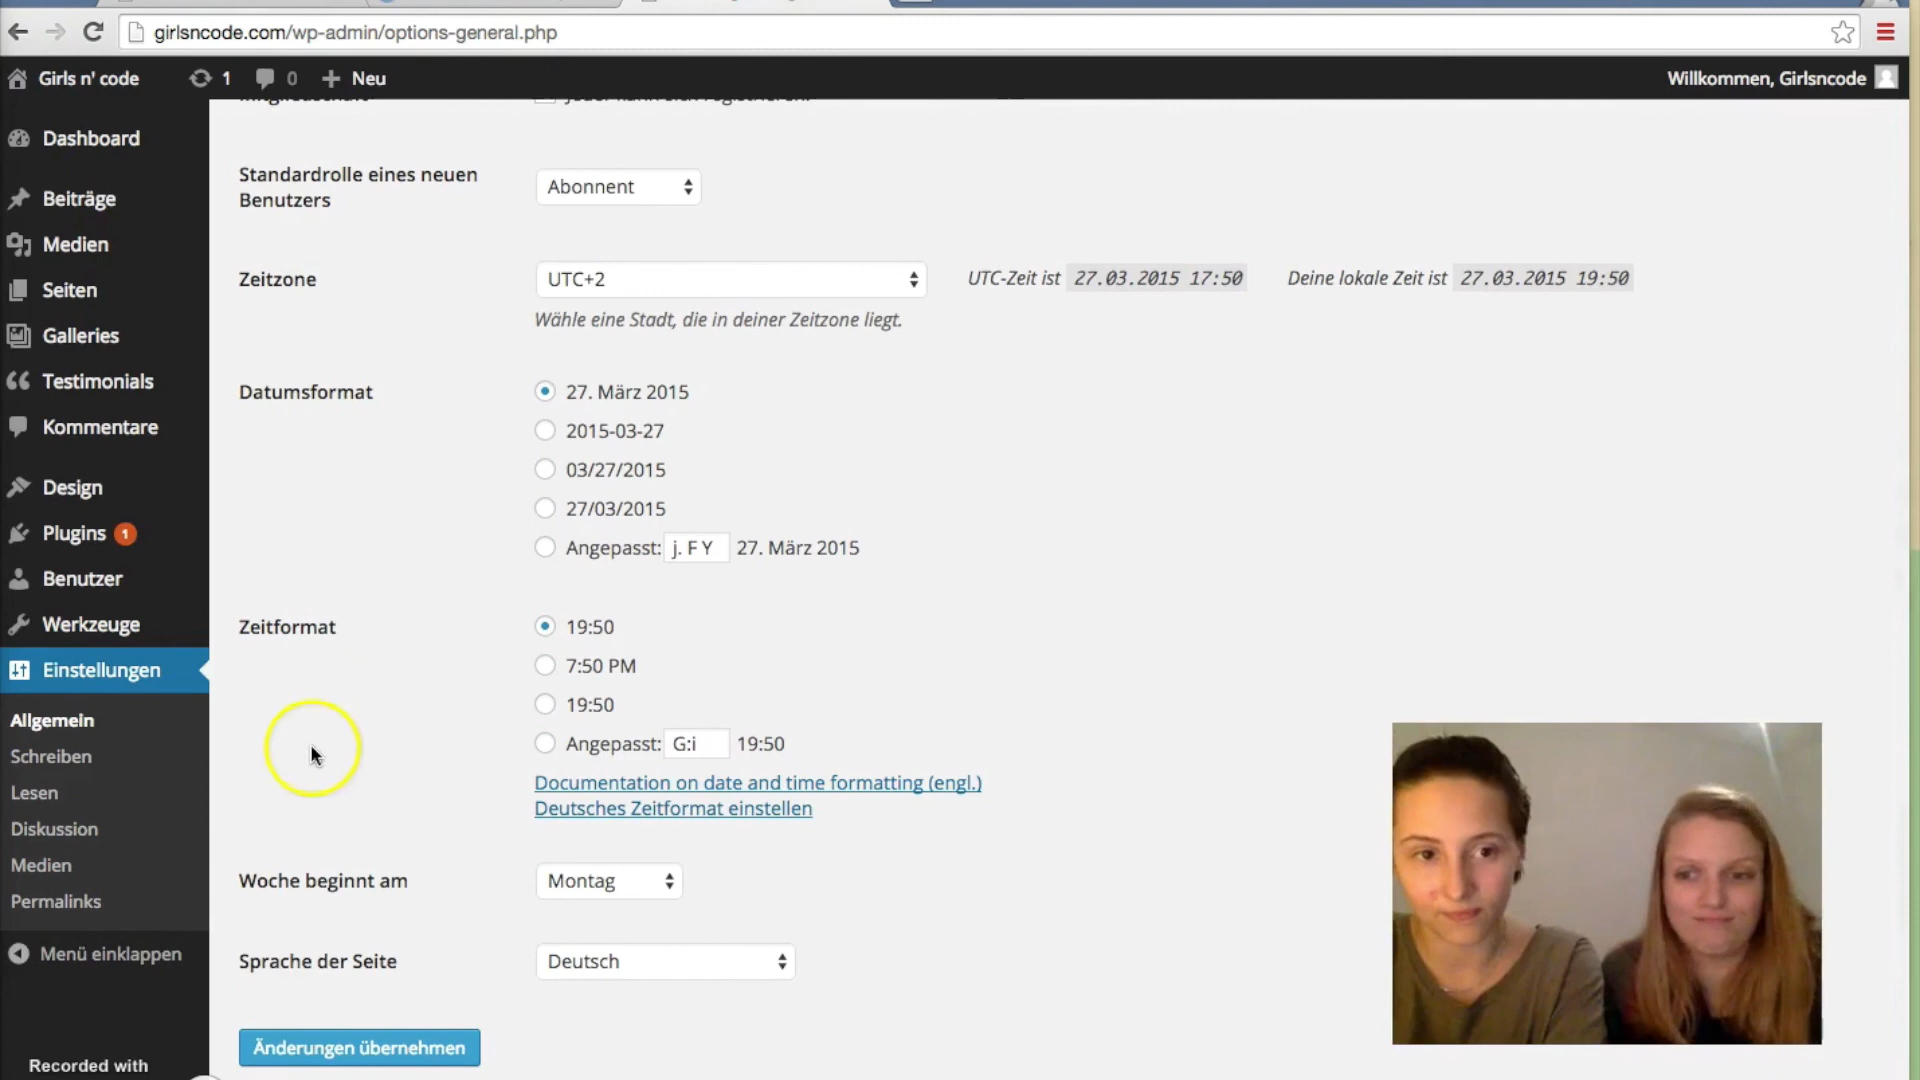 girlsncode.com/wp-admin/options-general.php
Girls n' code 1 0 Neu Willkommen, Girlsncode
Dashboard
Beiträge
Medien
Seiten
Galleries
Testimonials
Kommentare
Design
Plugins 1
Benutzer
Werkzeuge
Einstellungen
Allgemein
Schreiben
Lesen
Diskussion
Medien
Permalinks
Menü einklappen
Recorded with
Standardrolle eines neuen
Benutzers
Abonnent
Zeitzone
UTC+2
UTC-Zeit ist 27.03.2015 17:50 Deine lokale Zeit ist 27.03.2015 19:50
Wähle eine Stadt, die in deiner Zeitzone liegt.
Datumsformat
27. März 2015
2015-03-27
03/27/2015
27/03/2015
Angepasst: j. F Y 27. März 2015
Zeitformat
19:50
7:50 PM
19:50
Angepasst: G:i 19:50
Documentation on date and time formatting (engl.)
Deutsches Zeitformat einstellen
Woche beginnt am
Montag
Sprache der Seite
Deutsch
Änderungen übernehmen